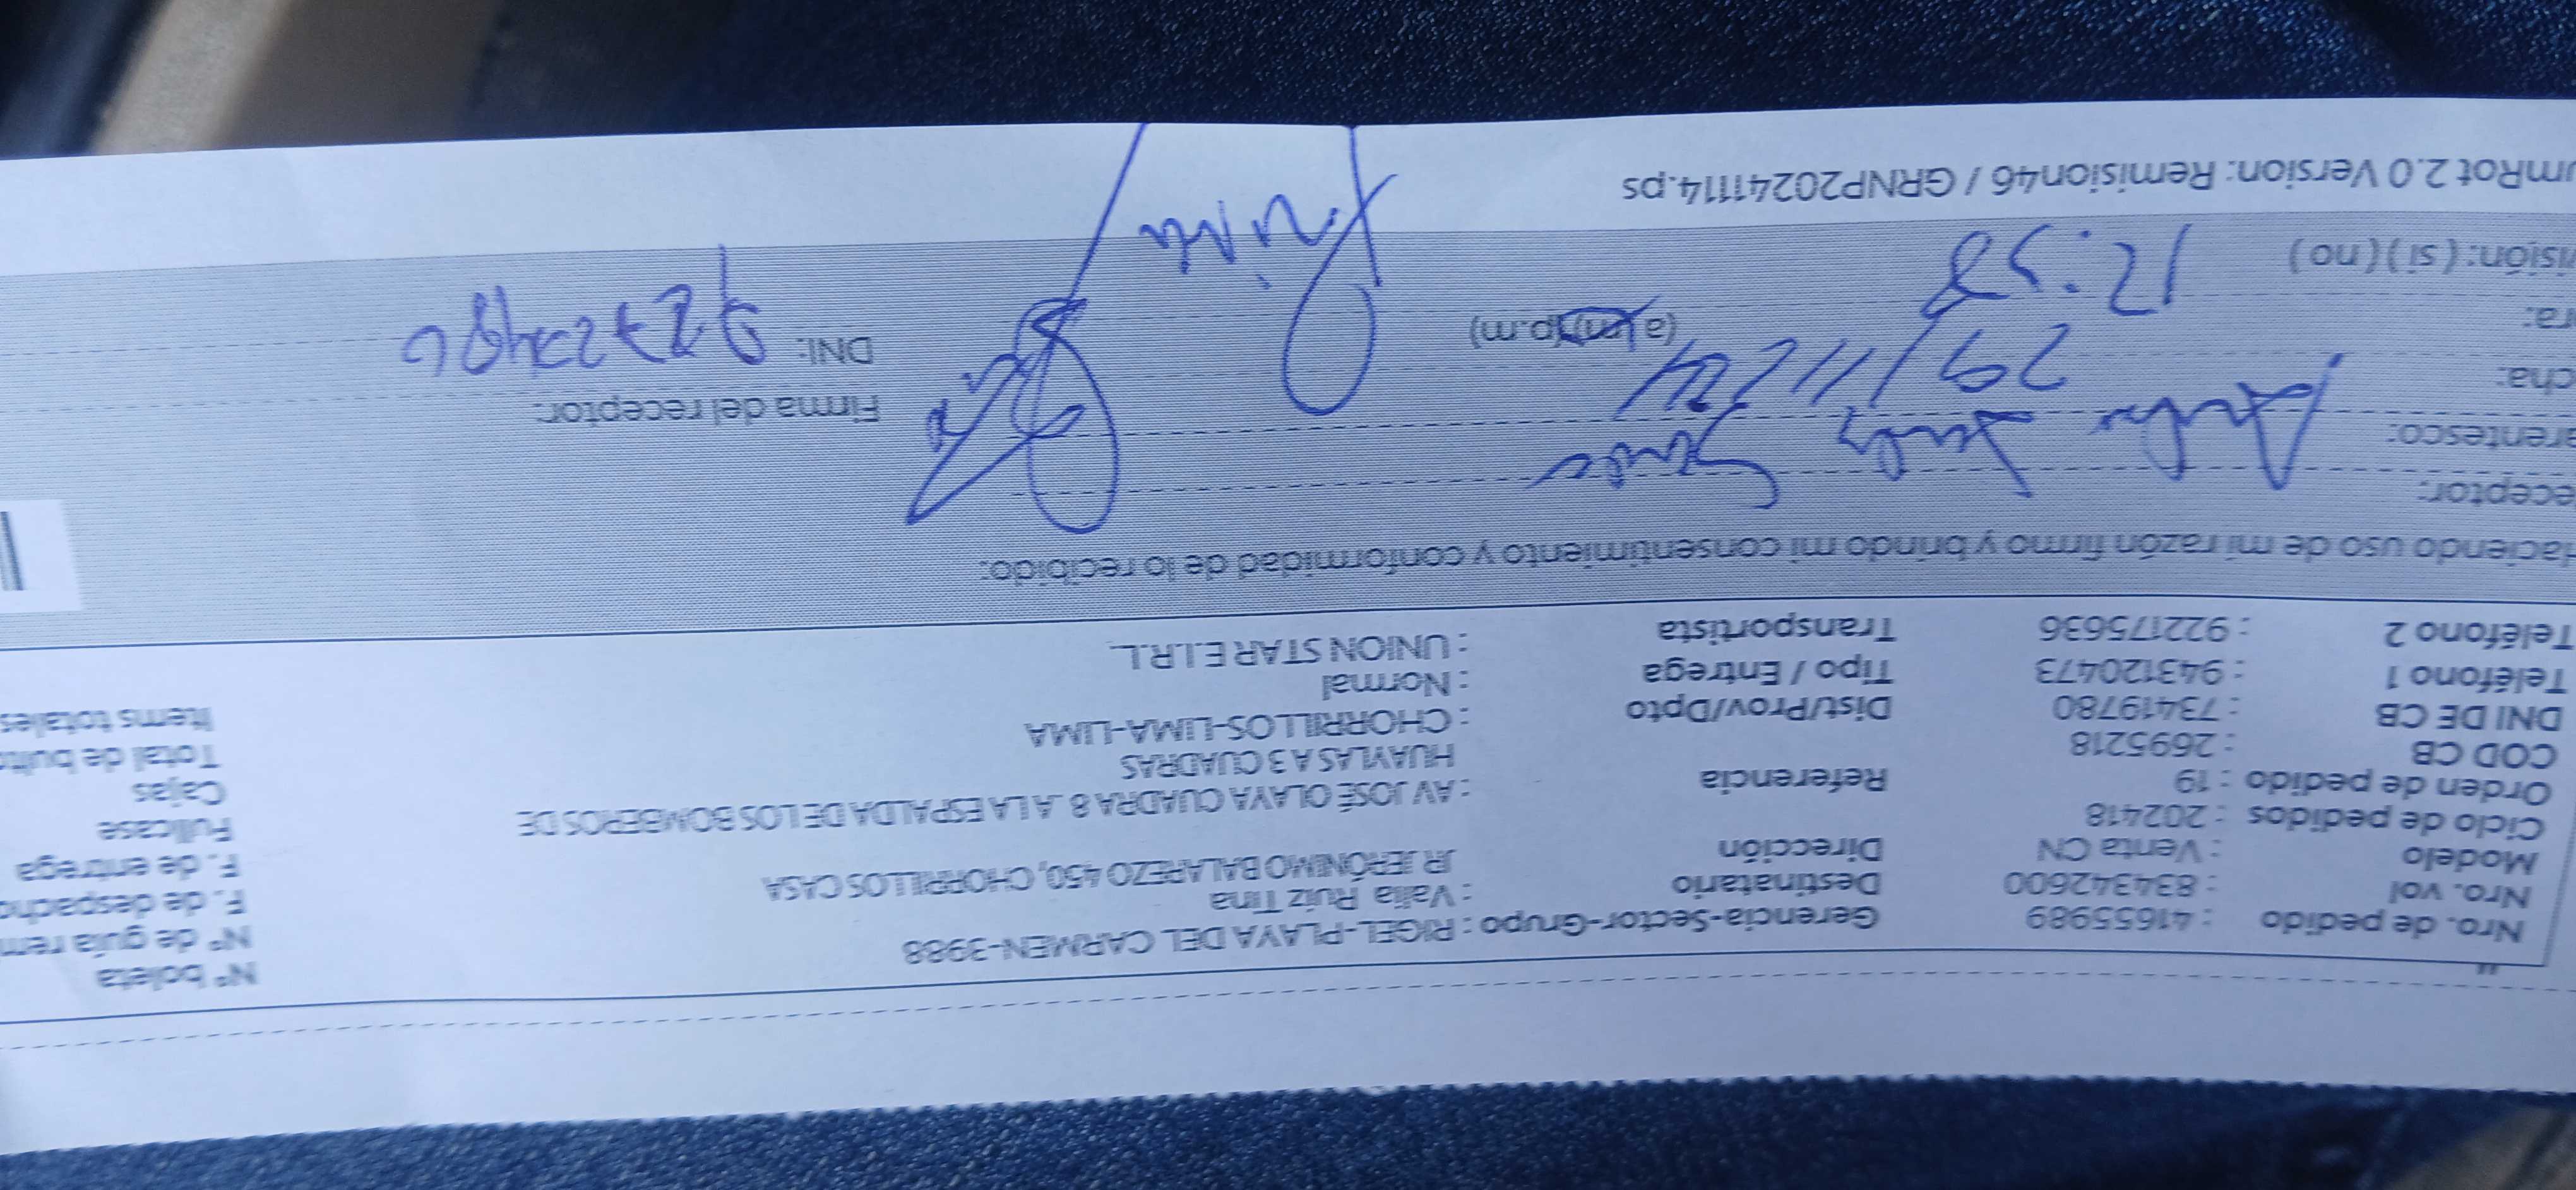 Nº boleta
Nro. de pedido : 41655989 Gerencia-Sector-Grupo : RIGEL-PLAYA DEL CARMEN-3988 Nº de guía rem
Nro. vol : 834342600 Destinatario : Valia Ruiz Tina F. de despacho
Modelo : Venta CN Dirección JR JERÓNIMO BALAREZO 450, CHORRILLOS CASA F. de entrega
Ciclo de pedidos : 202418 Fullcase
Orden de pedido : 19 Referencia : AV JOSÉ OLAYA CUADRA 8 A LA ESPALDA DE LOS BOMBEROS DE Cajas
COD CB : 2695218 HUAYLAS A 3 CUADRAS Total de bulto
DNI DE CB : 73419780 Dist/Prov/Dpto : CHORRILLOS-LIMA-LIMA Items totales
Teléfono 1 : 943120473 Tipo / Entrega : Normal
Teléfono 2 : 922175636 Transportista : UNION STAR E.I.R.L.
aciendo uso de mi razón firmo y brindo mi consentimiento y conformidad de lo recibido:
eceptor:
arentesco: Firma del receptor:
cha: 29/11/24 DNI:
ra: 12:58 (a.m)(p.m)
isión: ( si ) ( no )
mRot 2.0 Version: Remision46 / GRNP20241114.ps